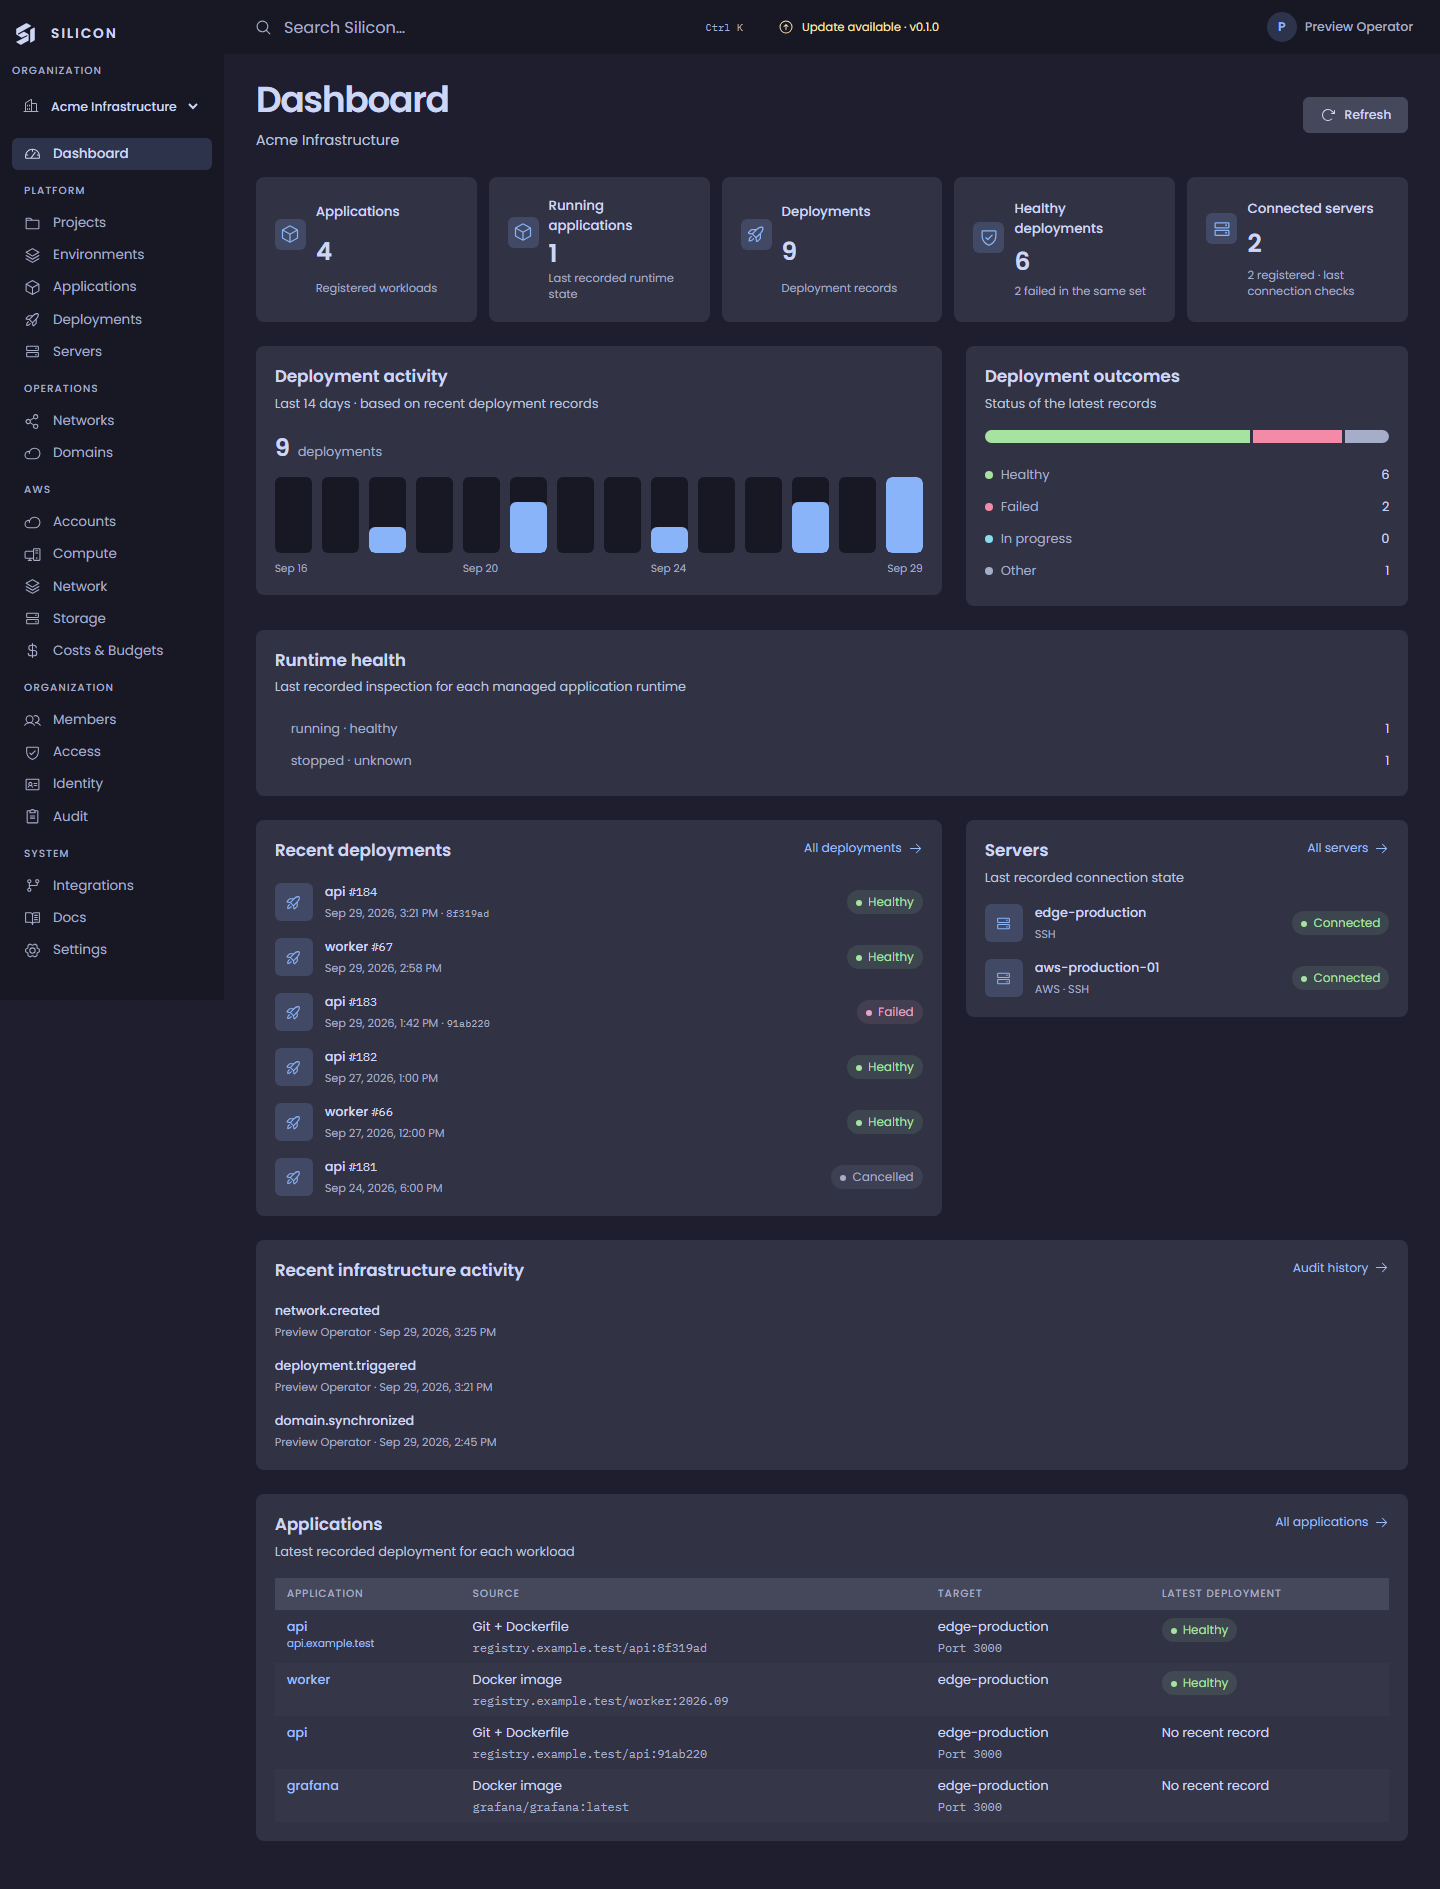 SILICON
Search Silicon...
Ctrl K
Update available · v0.1.0
P
Preview Operator
ORGANIZATION
Acme Infrastructure
Dashboard
PLATFORM
Projects
Environments
Applications
Deployments
Servers
OPERATIONS
Networks
Domains
AWS
Accounts
Compute
Network
Storage
Costs & Budgets
ORGANIZATION
Members
Access
Identity
Audit
SYSTEM
Integrations
Docs
Settings
Dashboard
Acme Infrastructure
Refresh
Applications
4
Registered workloads
Running
applications
1
Last recorded runtime
state
Deployments
9
Deployment records
Healthy
deployments
6
2 failed in the same set
Connected servers
2
2 registered · last
connection checks
Deployment activity
Last 14 days · based on recent deployment records
9 deployments
Sep 16
Sep 20
Sep 24
Sep 29
Deployment outcomes
Status of the latest records
Healthy 6
Failed 2
In progress 0
Other 1
Runtime health
Last recorded inspection for each managed application runtime
running · healthy 1
stopped · unknown 1
Recent deployments
All deployments →
api #184
Sep 29, 2026, 3:21 PM · 8f319ad
Healthy
worker #67
Sep 29, 2026, 2:58 PM
Healthy
api #183
Sep 29, 2026, 1:42 PM · 91ab220
Failed
api #182
Sep 27, 2026, 1:00 PM
Healthy
worker #66
Sep 27, 2026, 12:00 PM
Healthy
api #181
Sep 24, 2026, 6:00 PM
Cancelled
Servers
All servers →
Last recorded connection state
edge-production
SSH
Connected
aws-production-01
AWS · SSH
Connected
Recent infrastructure activity
Audit history →
network.created
Preview Operator · Sep 29, 2026, 3:25 PM
deployment.triggered
Preview Operator · Sep 29, 2026, 3:21 PM
domain.synchronized
Preview Operator · Sep 29, 2026, 2:45 PM
Applications
All applications →
Latest recorded deployment for each workload
APPLICATION SOURCE TARGET LATEST DEPLOYMENT
api Git + Dockerfile edge-production Healthy
api.example.test registry.example.test/api:8f319ad Port 3000
worker Docker image edge-production Healthy
registry.example.test/worker:2026.09
api Git + Dockerfile edge-production No recent record
registry.example.test/api:91ab220 Port 3000
grafana Docker image edge-production No recent record
grafana/grafana:latest Port 3000